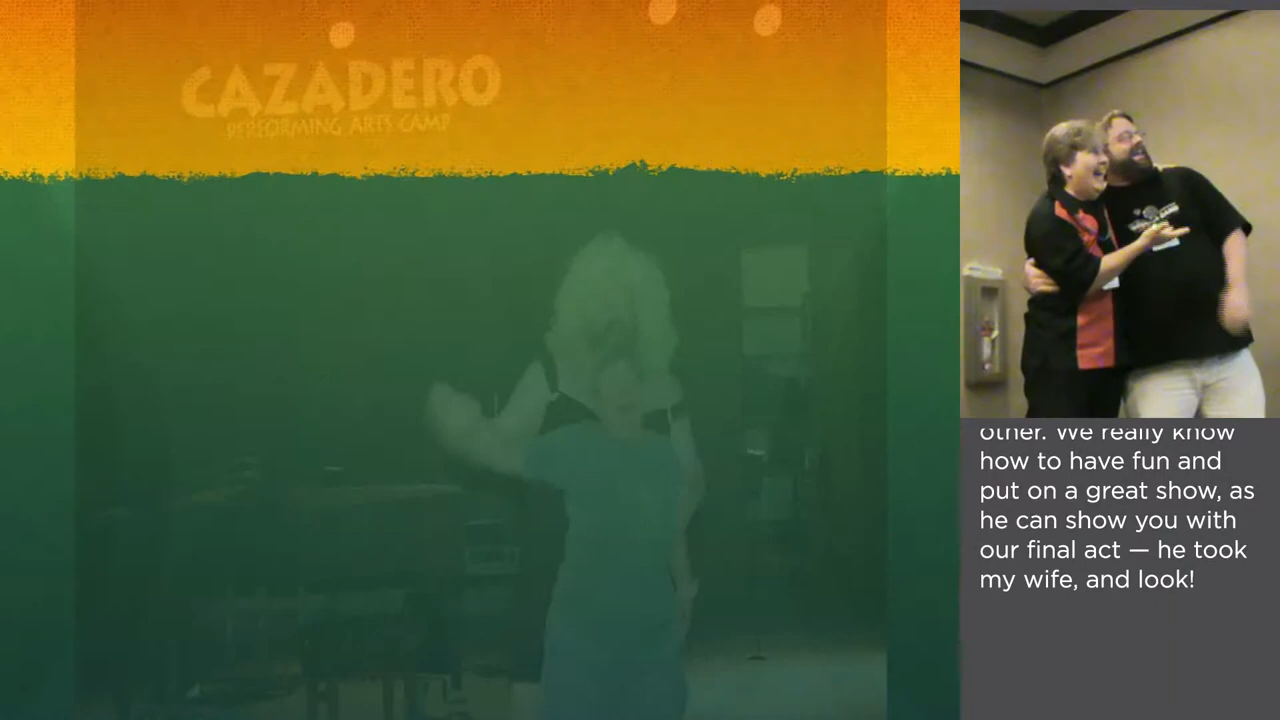 CAZADERO
PERFORMING ARTS CAMP
other. We really know
how to have fun and
put on a great show, as
he can show you with
our final act — he took
my wife, and look!